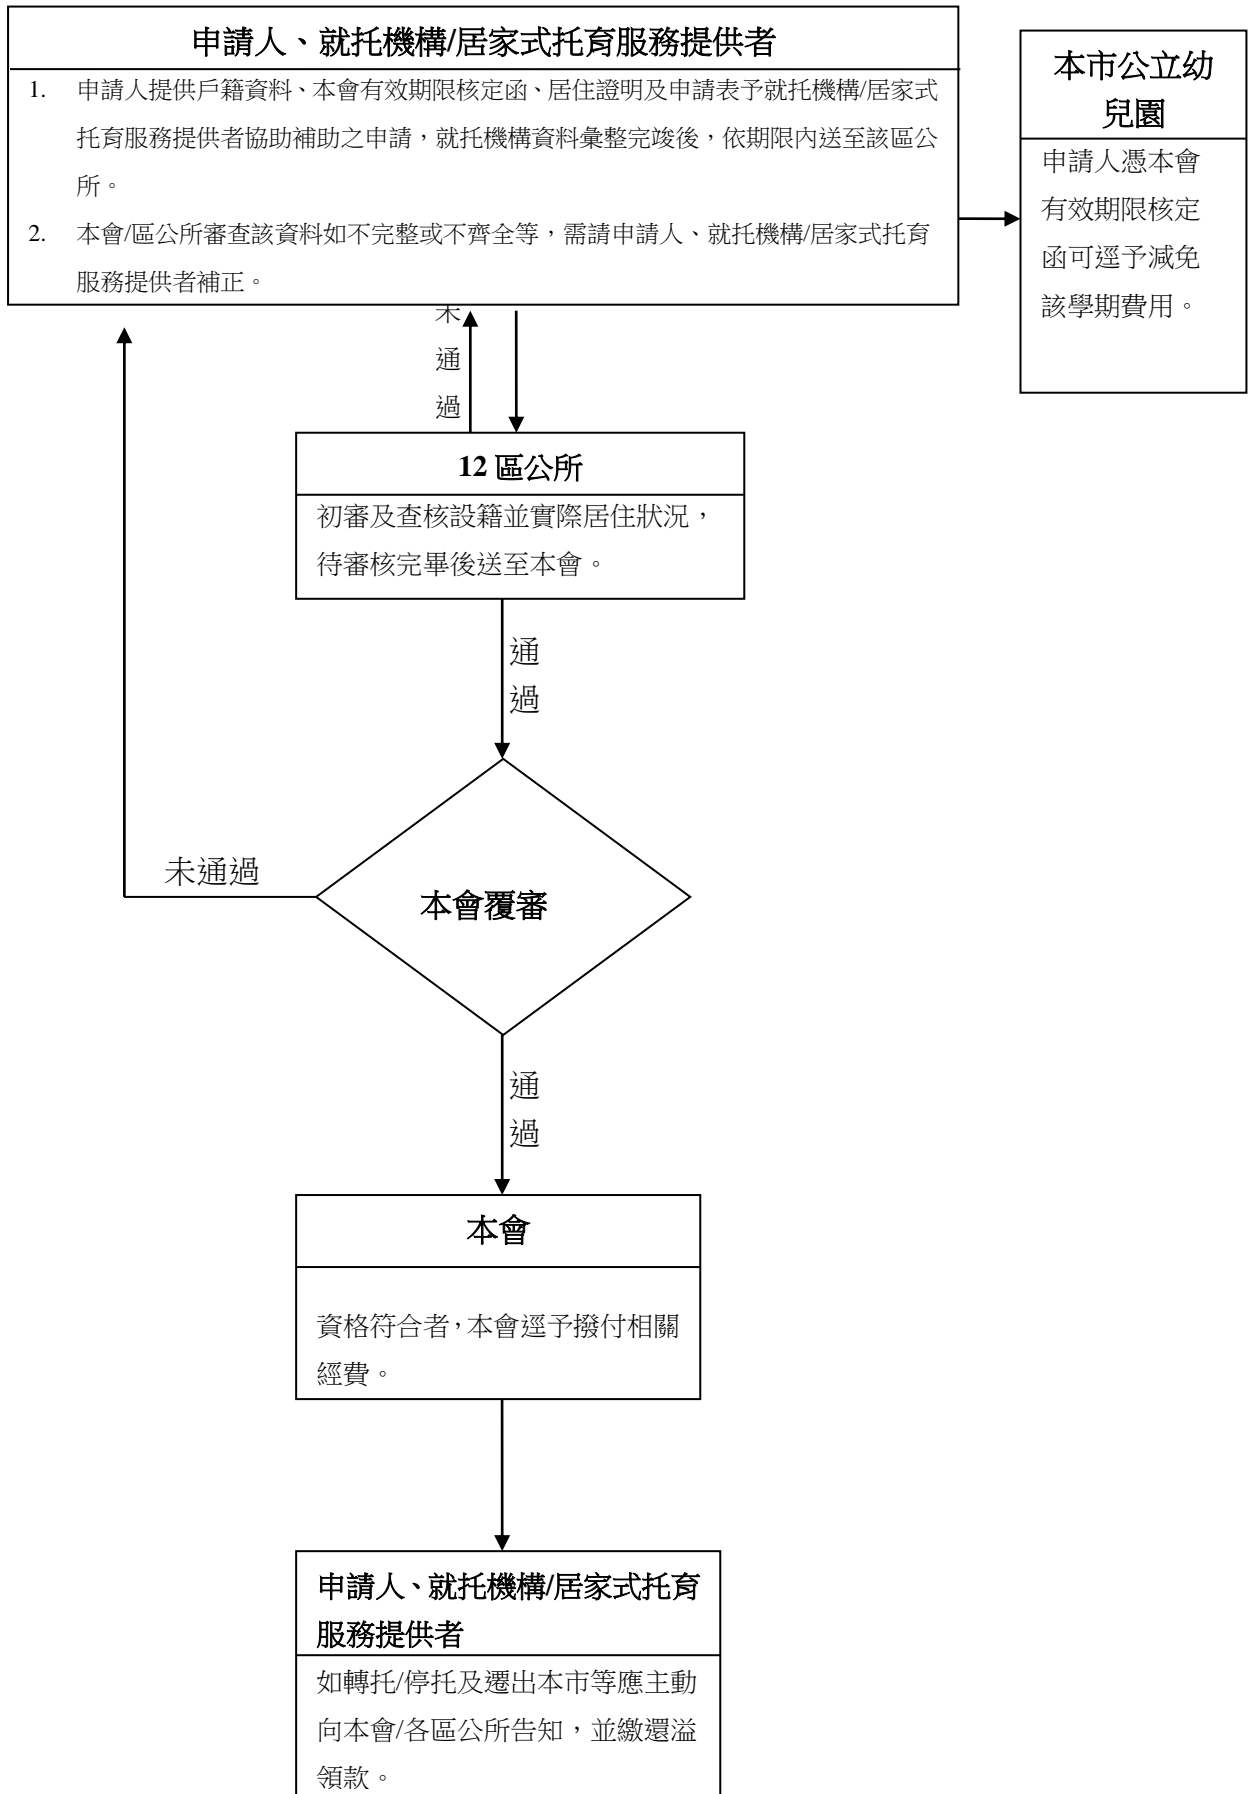 申請人、就托機構/居家式托育服務提供者
1. 申請人提供戶籍資料、本會有效期限核定函、居住證明及申請表予就托機構/居家式
托育服務提供者協助補助之申請，就托機構資料彙整完竣後，依期限內送至該區公
所。
2. 本會/區公所審查該資料如不完整或不齊全等，需請申請人、就托機構/居家式托育
服務提供者補正。
本市公立幼
兒園
申請人憑本會
有效期限核定
函可逕予減免
該學期費用。
未
通
過
12 區公所
初審及查核設籍並實際居住狀況，
待審核完畢後送至本會。
通
過
未通過
本會覆審
通
過
本會
資格符合者，本會逕予撥付相關
經費。
申請人、就托機構/居家式托育
服務提供者
如轉托/停托及遷出本市等應主動
向本會/各區公所告知，並繳還溢
領款。